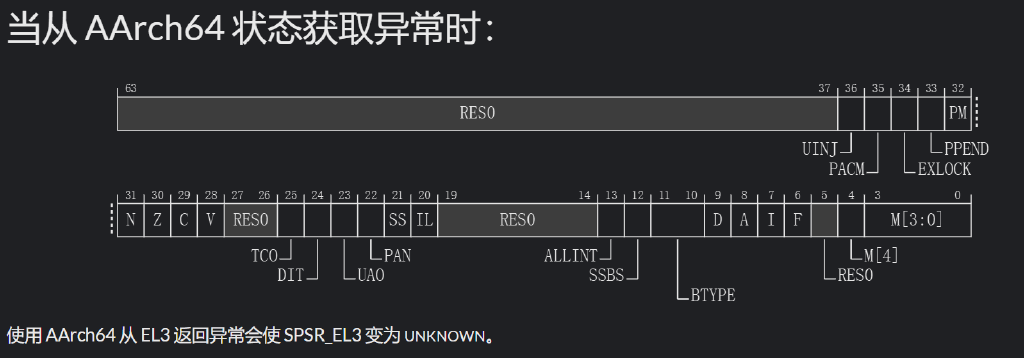 当从 AArch64 状态获取异常时：
63 37 36 35 34 33 32
RES0 PM
UINJ PPEND
PACM EXLOCK
31 30 29 28 27 26 25 24 23 22 21 20 19 14 13 12 11 10 9 8 7 6 5 4 3 0
N Z C V RES0 SS IL RES0 D A I F M[3:0]
TCO PAN ALLINT M[4]
DIT UAO SSBS RES0
BTYPE
使用 AArch64 从 EL3 返回异常会使 SPSR_EL3 变为 UNKNOWN。